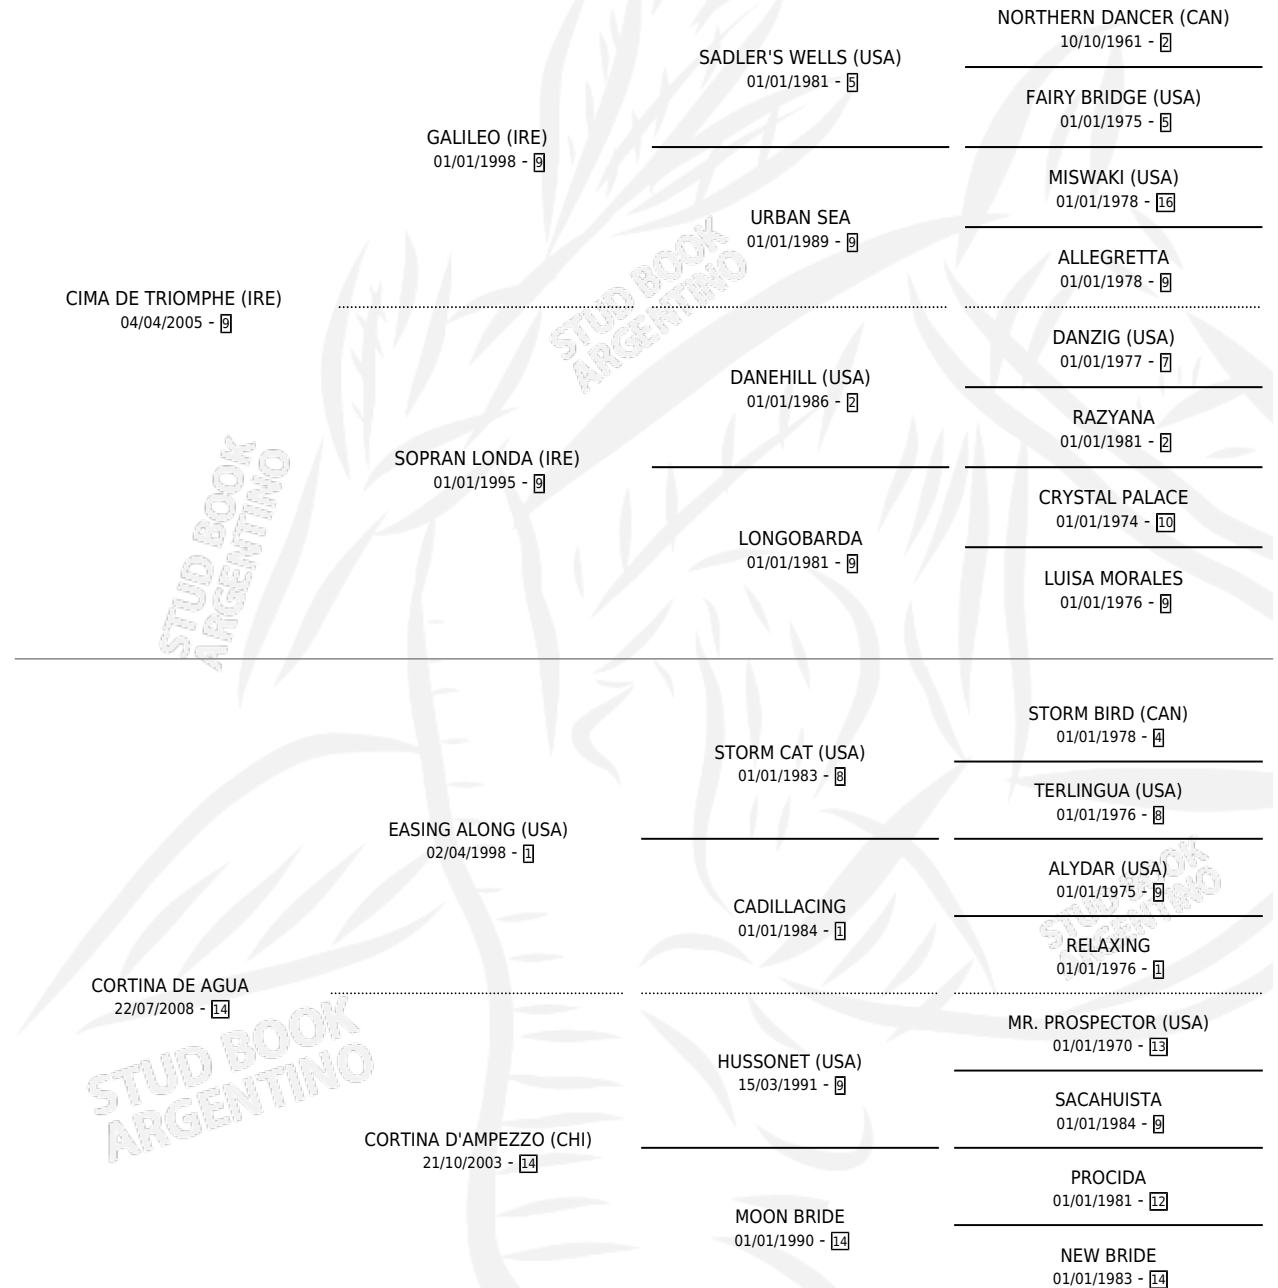 NORTHERN DANCER (CAN)
10/10/1961 - 2
SADLER'S WELLS (USA)
01/01/1981 - 5
FAIRY BRIDGE (USA)
01/01/1975 - 5
GALILEO (IRE)
01/01/1998 - 9
MISWAKI (USA)
01/01/1978 - 16
URBAN SEA
01/01/1989 - 9
ALLEGRETTA
01/01/1978 - 9
CIMA DE TRIOMPHE (IRE)
04/04/2005 - 9
DANZIG (USA)
01/01/1977 - 7
DANEHILL (USA)
01/01/1986 - 2
RAZYANA
01/01/1981 - 2
SOPRAN LONDA (IRE)
01/01/1995 - 9
CRYSTAL PALACE
01/01/1974 - 10
LONGOBARDA
01/01/1981 - 9
LUISA MORALES
01/01/1976 - 9
STUD BOOK
ARGENTINO
STUD BOOK
ARGENTINO
STORM BIRD (CAN)
01/01/1978 - 4
STORM CAT (USA)
01/01/1983 - 8
TERLINGUA (USA)
01/01/1976 - 8
EASING ALONG (USA)
02/04/1998 - 1
ALYDAR (USA)
01/01/1975 - 9
CADILLACING
01/01/1984 - 1
RELAXING
01/01/1976 - 1
CORTINA DE AGUA
22/07/2008 - 14
MR. PROSPECTOR (USA)
01/01/1970 - 13
HUSSONET (USA)
15/03/1991 - 9
SACAHUISTA
01/01/1984 - 9
CORTINA D'AMPEZZO (CHI)
21/10/2003 - 14
PROCIDA
01/01/1981 - 12
MOON BRIDE
01/01/1990 - 14
NEW BRIDE
01/01/1983 - 14
STUD BOOK
ARGENTINO
STUD BOOK
ARGENTINO